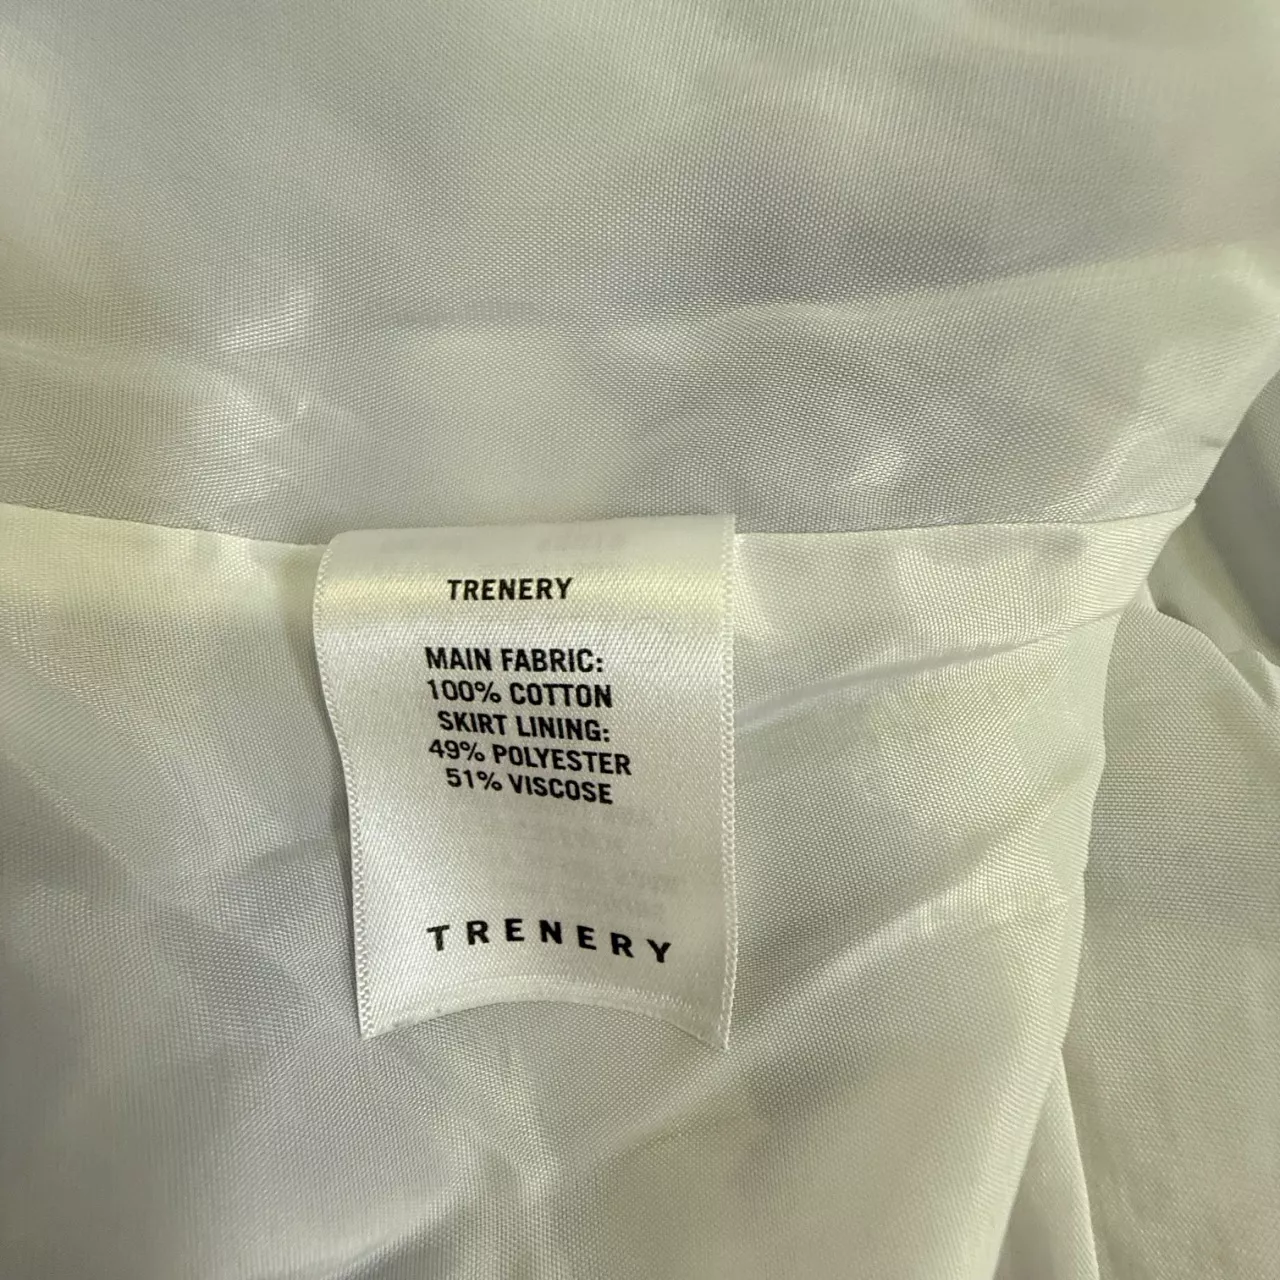 TRENERY
MAIN FABRIC:
100% COTTON
SKIRT LINING:
49% POLYESTER
51% VISCOSE
TRENERY